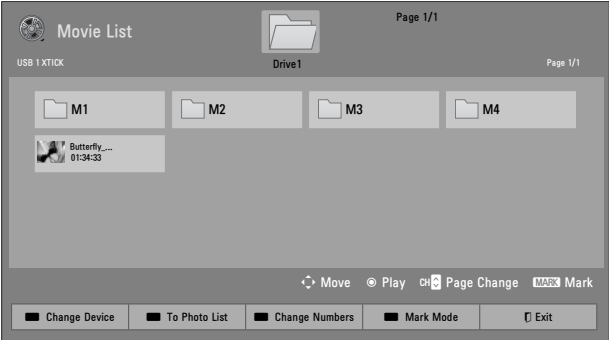 Movie List
Page 1/1
USB 1 XTICK
Drive1
Page 1/1
M1
M2
M3
M4
Butterfly_...
01:34:33
Move
Play
CH Page Change
MARK Mark
Change Device
To Photo List
Change Numbers
Mark Mode
Exit